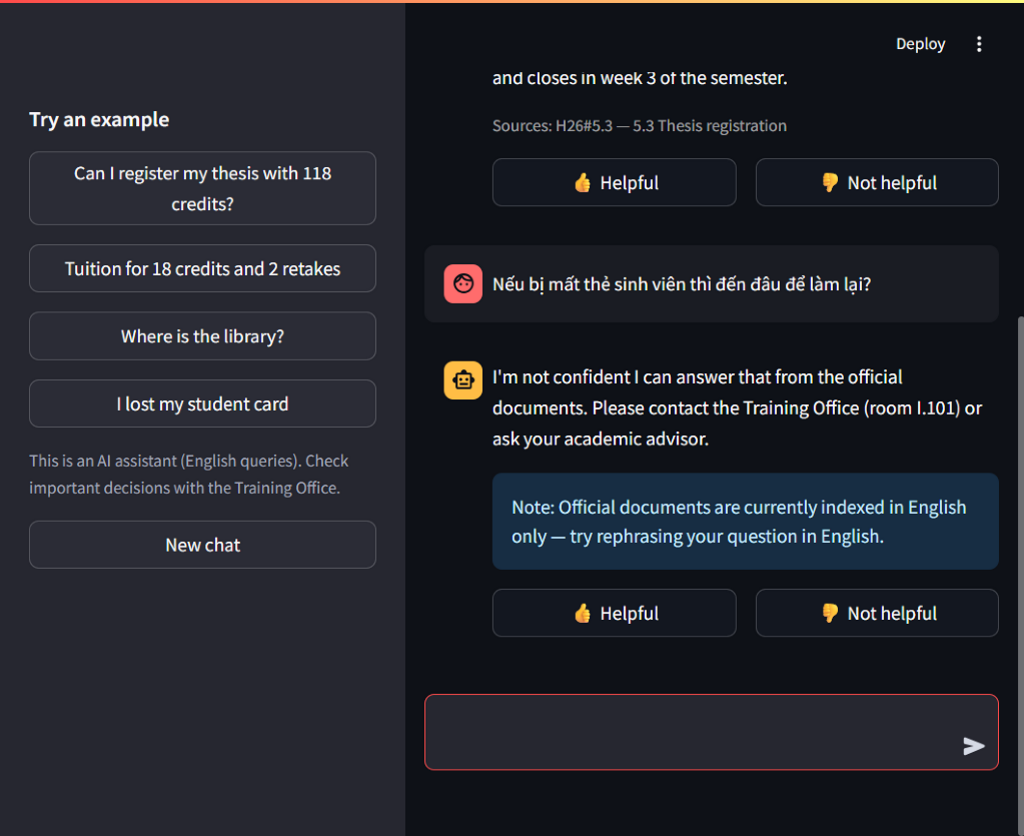 Deploy
Try an example
Can I register my thesis with 118
credits?
Tuition for 18 credits and 2 retakes
Where is the library?
I lost my student card
This is an AI assistant (English queries). Check
important decisions with the Training Office.
New chat
and closes in week 3 of the semester.
Sources: H26#5.3 — 5.3 Thesis registration
👍 Helpful
👎 Not helpful
Nếu bị mất thẻ sinh viên thì đến đâu để làm lại?
I'm not confident I can answer that from the official
documents. Please contact the Training Office (room I.101) or
ask your academic advisor.
Note: Official documents are currently indexed in English
only — try rephrasing your question in English.
👍 Helpful
👎 Not helpful